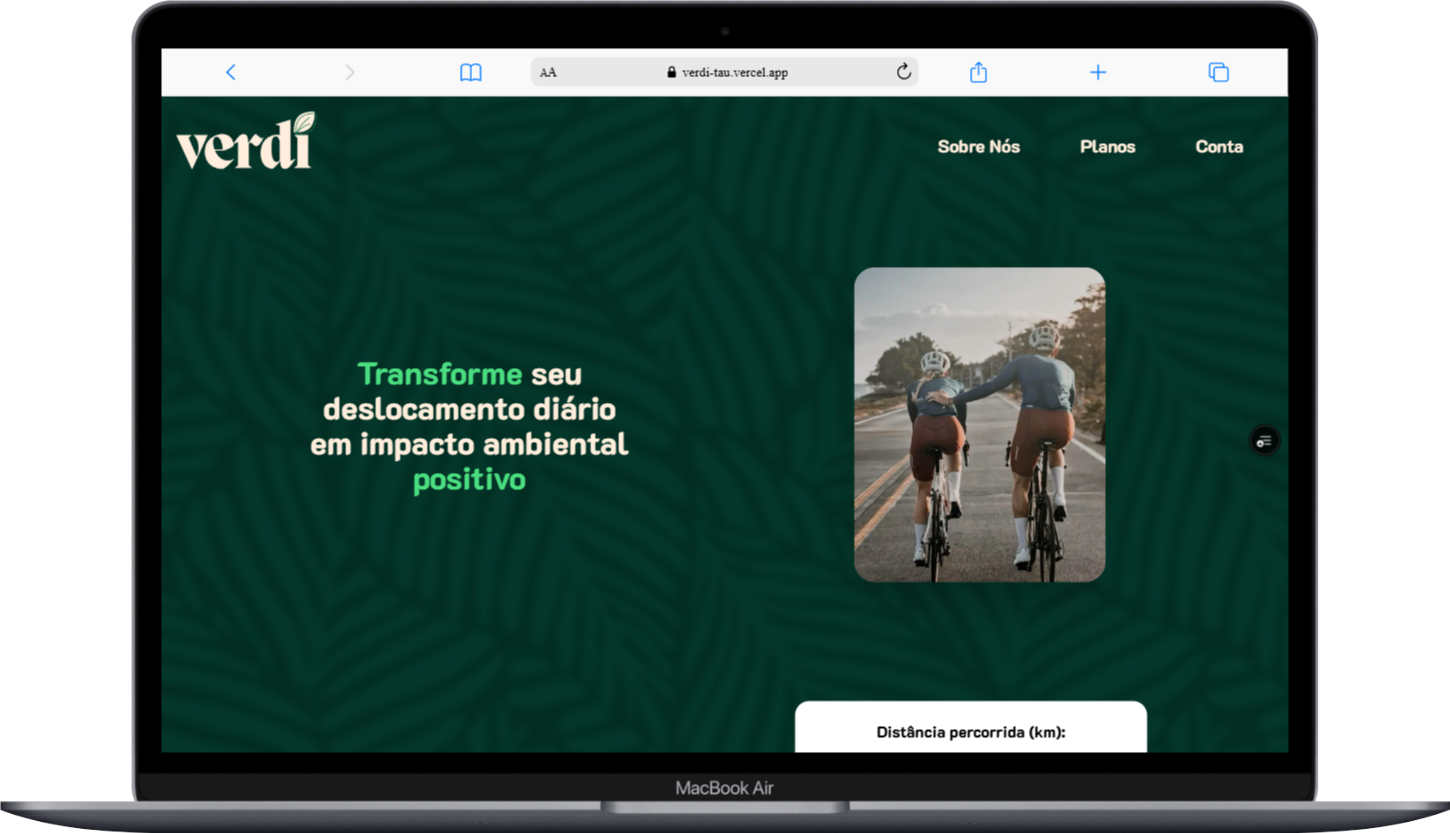 AA
verdi-tau.vercel.app
verdi
Sobre Nós
Planos
Conta
Transforme seu
deslocamento diário
em impacto ambiental
positivo
Distância percorrida (km):
MacBook Air